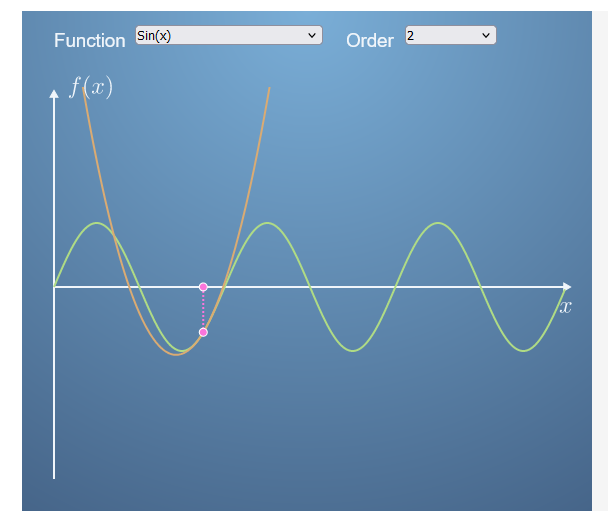 Function Sin(x) Order 2
f(x)
x